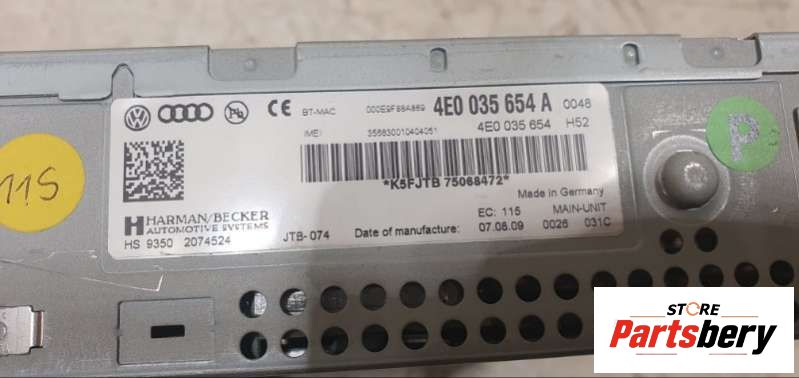 BT-MAC 000E9F88A869 4E0 035 654 A 0048
IMEI 356830010404051 4E0 035 654 H52
*K5FJTB 75068472*
Made in Germany
HARMAN/BECKER
AUTOMOTIVE SYSTEMS
HS 9350 2074524
JTB-074 Date of manufacture: 07.08.09
EC: 115 MAIN-UNIT
0026 031C
11S
P
Pb
CE
STORE
Partsbery